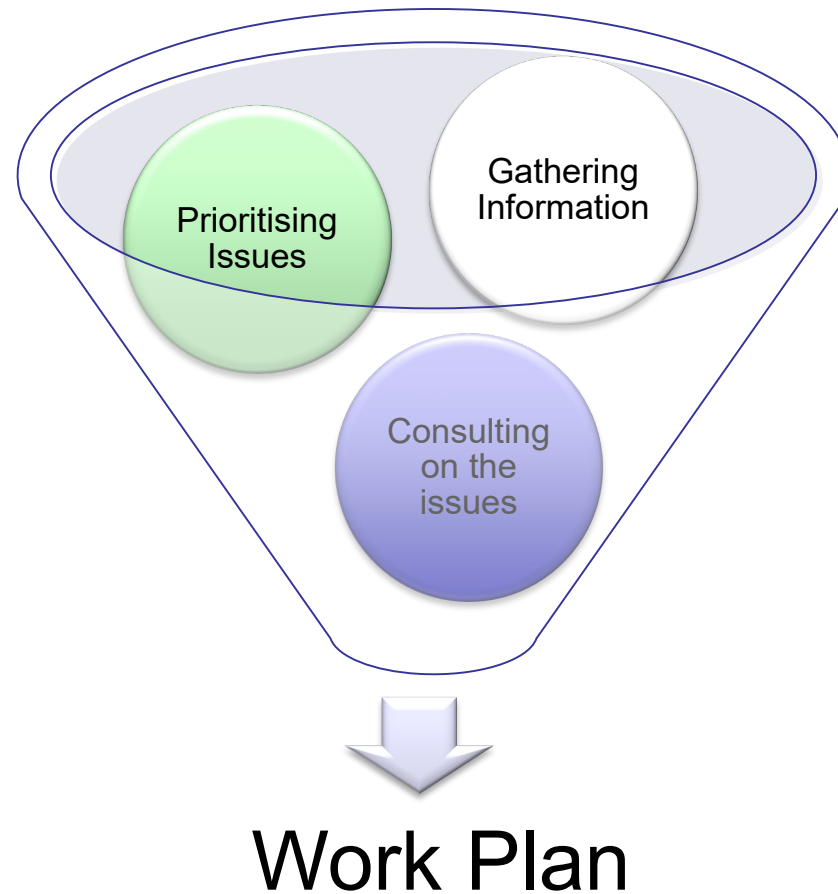 Gathering
Information
Prioritising
Issues
Consulting
on the
issues
Work Plan